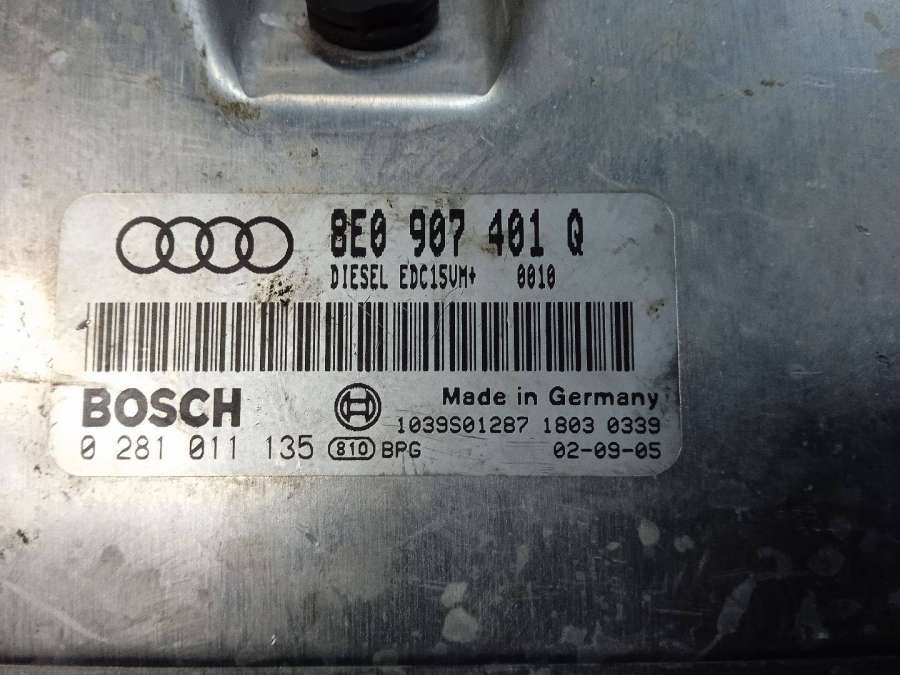 8E0 907 401 Q
DIESEL EDC15VM+ 0010
BOSCH
Made in Germany
1039S01287 1803 0339
0 281 011 135 810 BPG 02-09-05